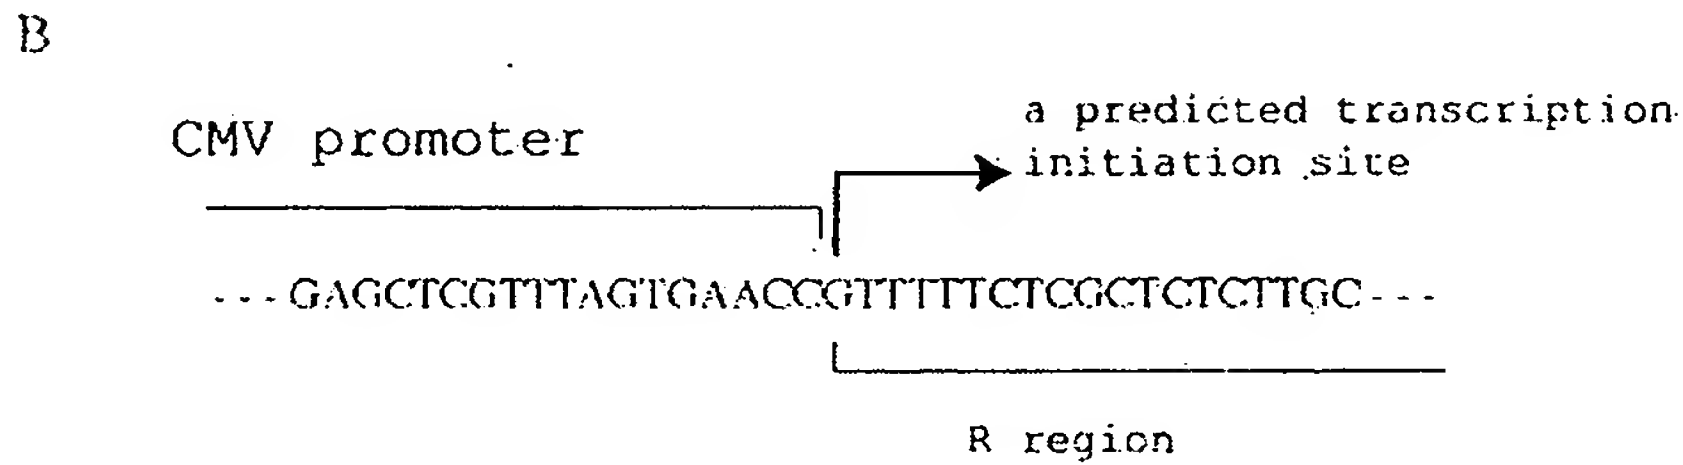 B
CMV promoter
a predicted transcription
initiation site
---GAGCTCGTTTAGTGAACCGTTTTTCTCGCTCTCTTGC---
R region